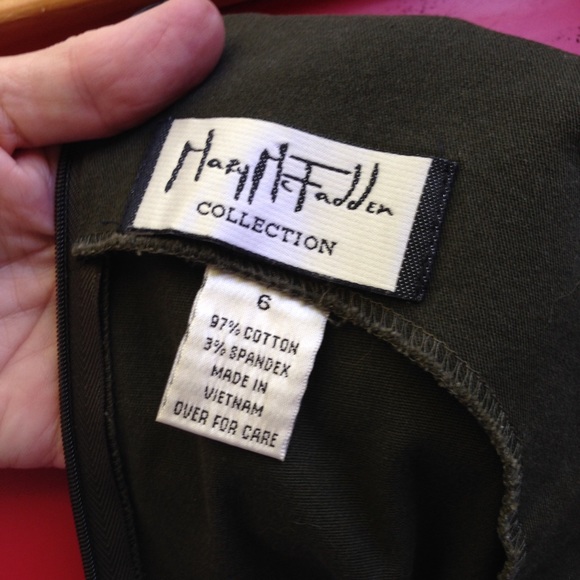 Mary McFadden
COLLECTION
6
97% COTTON
3% SPANDEX
MADE IN
VIETNAM
OVER FOR CARE